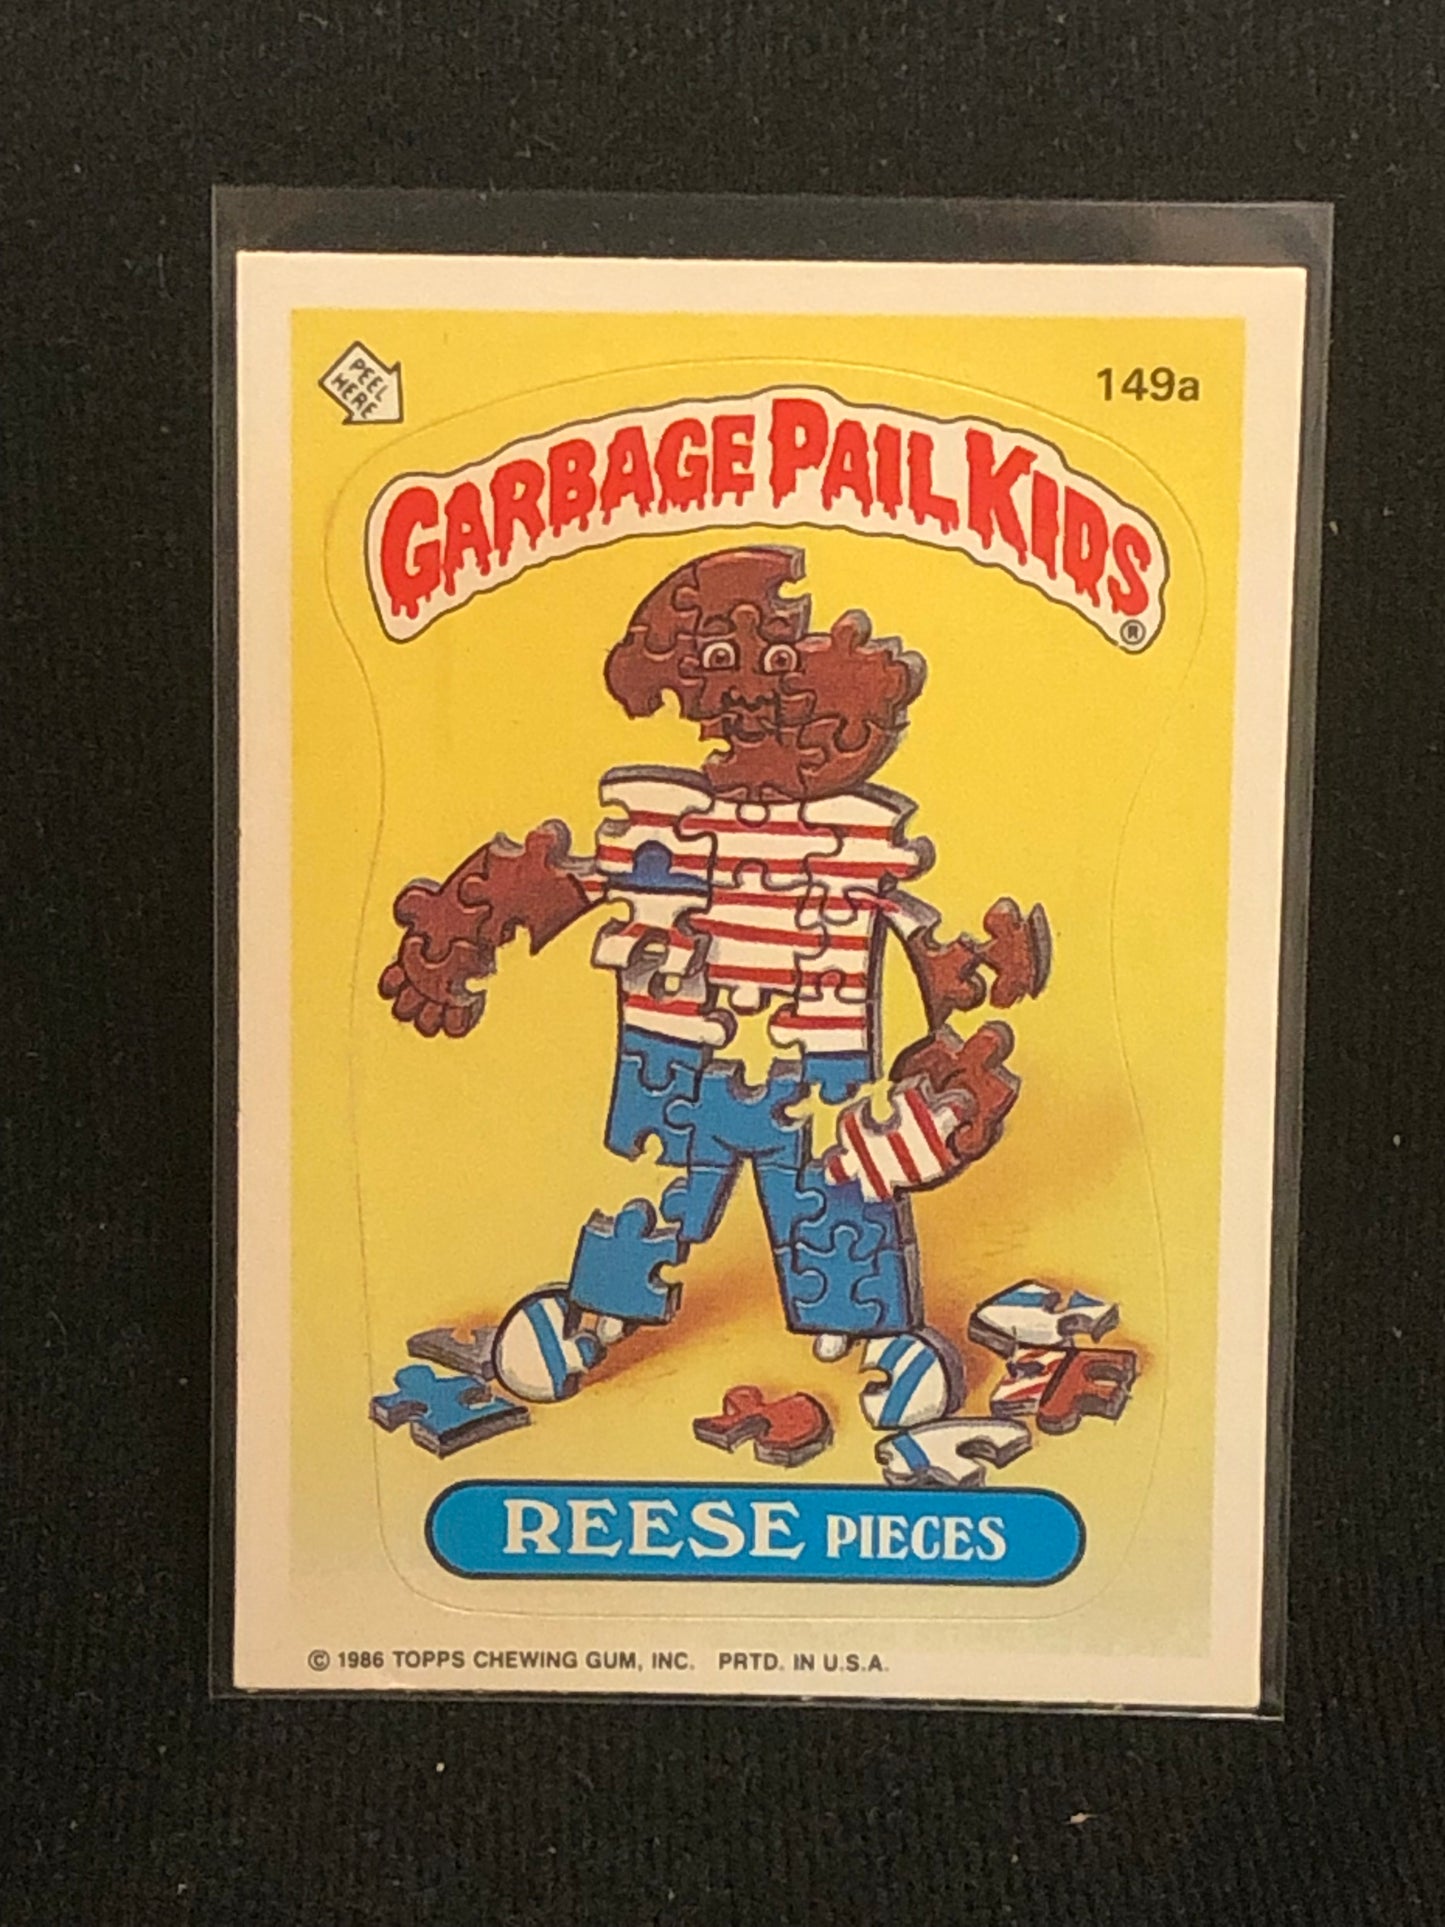 PEEL
HERE
149a
GARBAGE PAIL KIDS
®
REESE PIECES
© 1986 TOPPS CHEWING GUM, INC. PRTD. IN U.S.A.